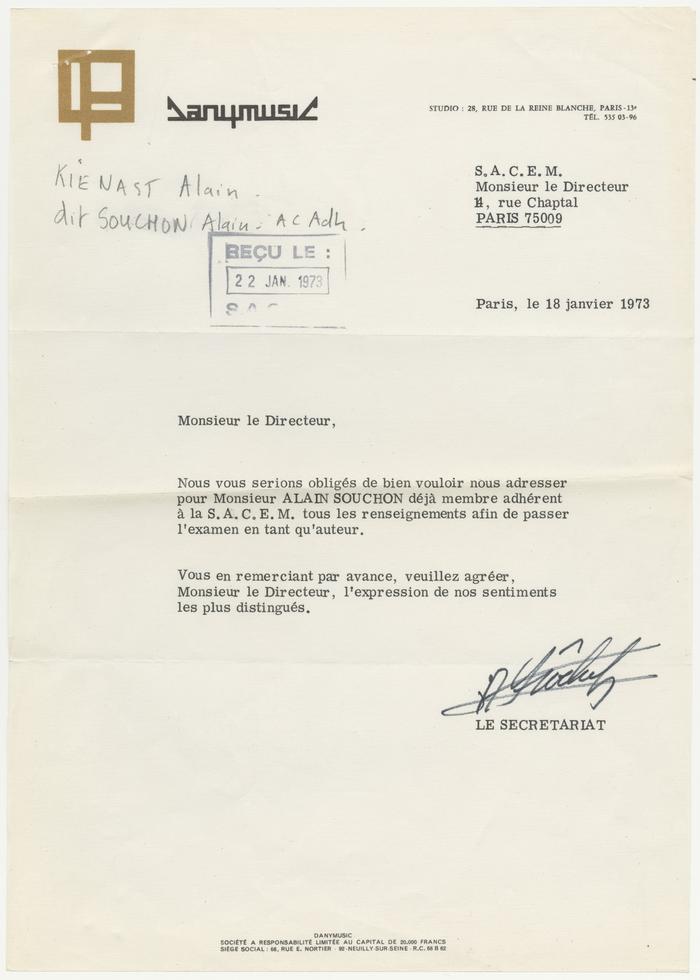 Danymusic
STUDIO : 28, RUE DE LA REINE BLANCHE, PARIS-13e
TÉL. 535 03-96
KIENAST Alain
dit SOUCHON Alain - AC Adh.
REÇU LE :
22 JAN. 1973
S.A.C
S.A.C.E.M.
Monsieur le Directeur
rue Chaptal
PARIS 75009
Paris, le 18 janvier 1973
Monsieur le Directeur,
Nous vous serions obligés de bien vouloir nous adresser
pour Monsieur ALAIN SOUCHON déjà membre adhérent
à la S.A.C.E.M. tous les renseignements afin de passer
l'examen en tant qu'auteur.
Vous en remerciant par avance, veuillez agréer,
Monsieur le Directeur, l'expression de nos sentiments
les plus distingués.
LE SECRETARIAT
DANYMUSIC
SOCIÉTÉ A RESPONSABILITÉ LIMITÉE AU CAPITAL DE 20.000 FRANCS
SIÈGE SOCIAL : 68, RUE E. NORTIER - 92-NEUILLY-SUR-SEINE - R.C. 68 B 62